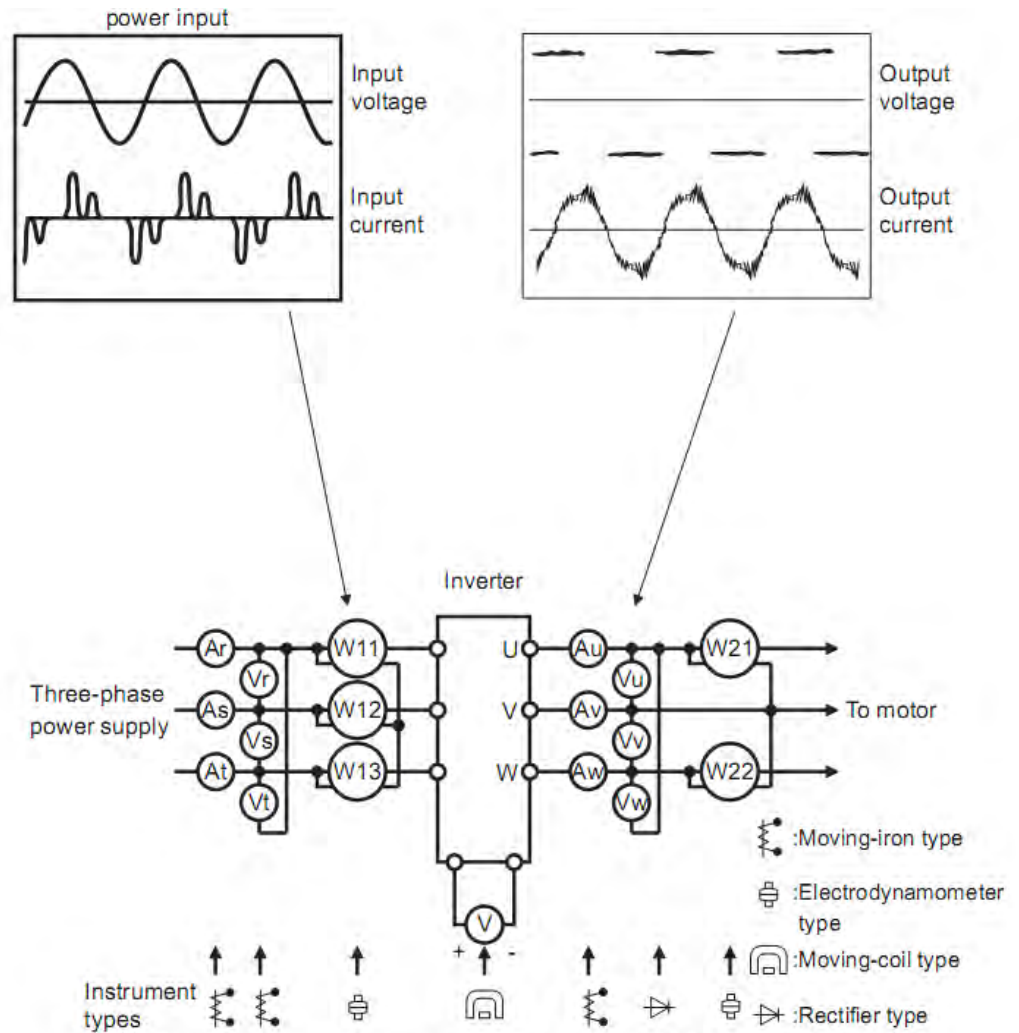 power input
Input
voltage
Input
current
Output
voltage
Output
current
Inverter
Three-phase
power supply
Ar
As
At
Vr
Vs
Vt
W11
W12
W13
U
V
W
Au
Av
Aw
Vu
Vv
Vw
W21
W22
To motor
V
+ -
:Moving-iron type
:Electrodynamometer
type
:Moving-coil type
:Rectifier type
Instrument
types